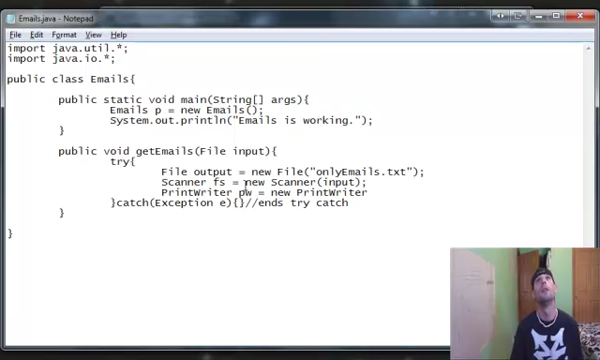 Emails.java - Notepad
File Edit Format View Help
import java.util.*;
import java.io.*;
public class Emails{
public static void main(String[] args){
Emails p = new Emails();
System.out.println("Emails is working.");
}
public void getEmails(File input){
try{
File output = new File("onlyEmails.txt");
Scanner fs = new Scanner(input);
PrintWriter pw = new PrintWriter
}catch(Exception e){}//ends try catch
}
}